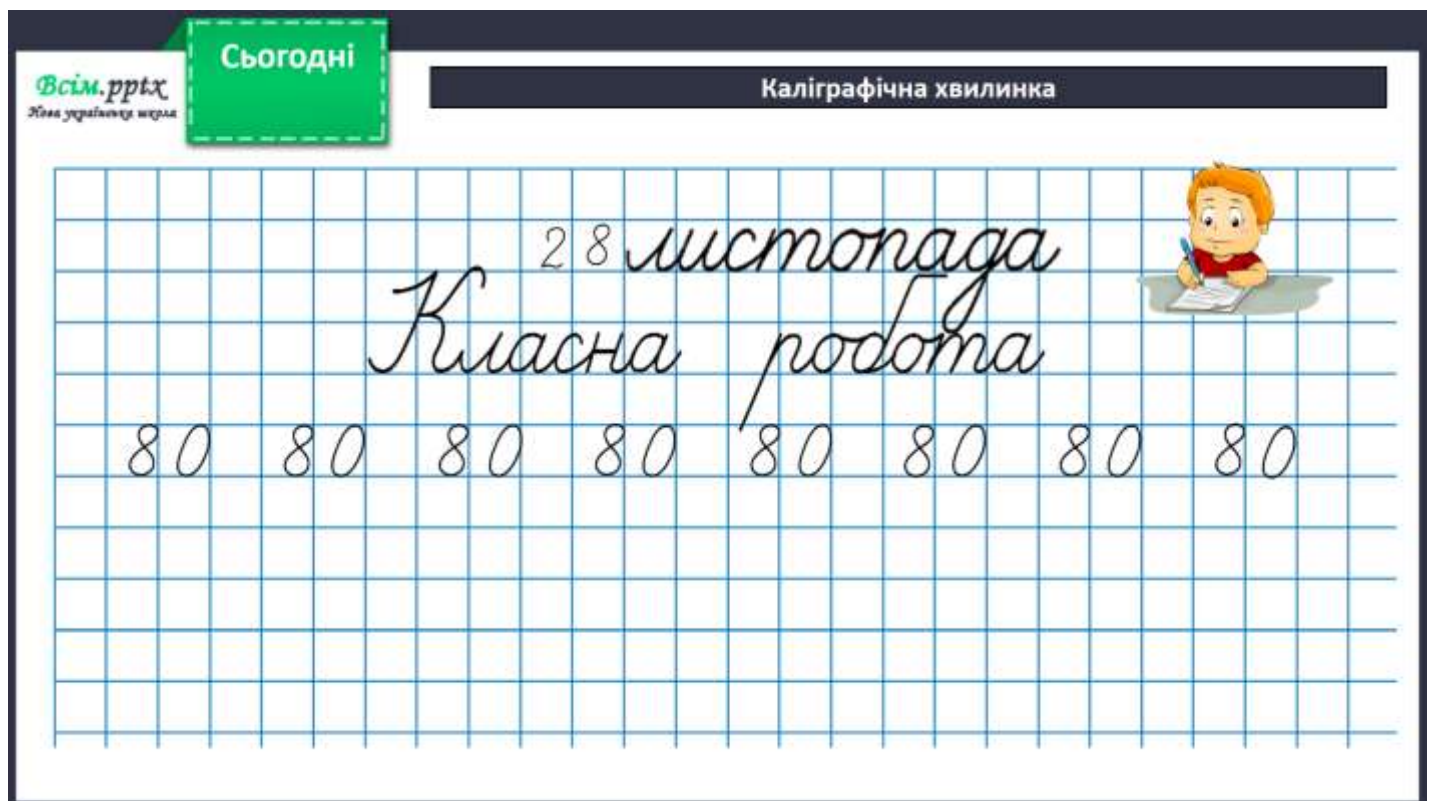 Сьогодні
Всім.pptx
Нова українська школа
Каліграфічна хвилинка
28 листопада
Класна робота
80 80 80 80 80 80 80 80